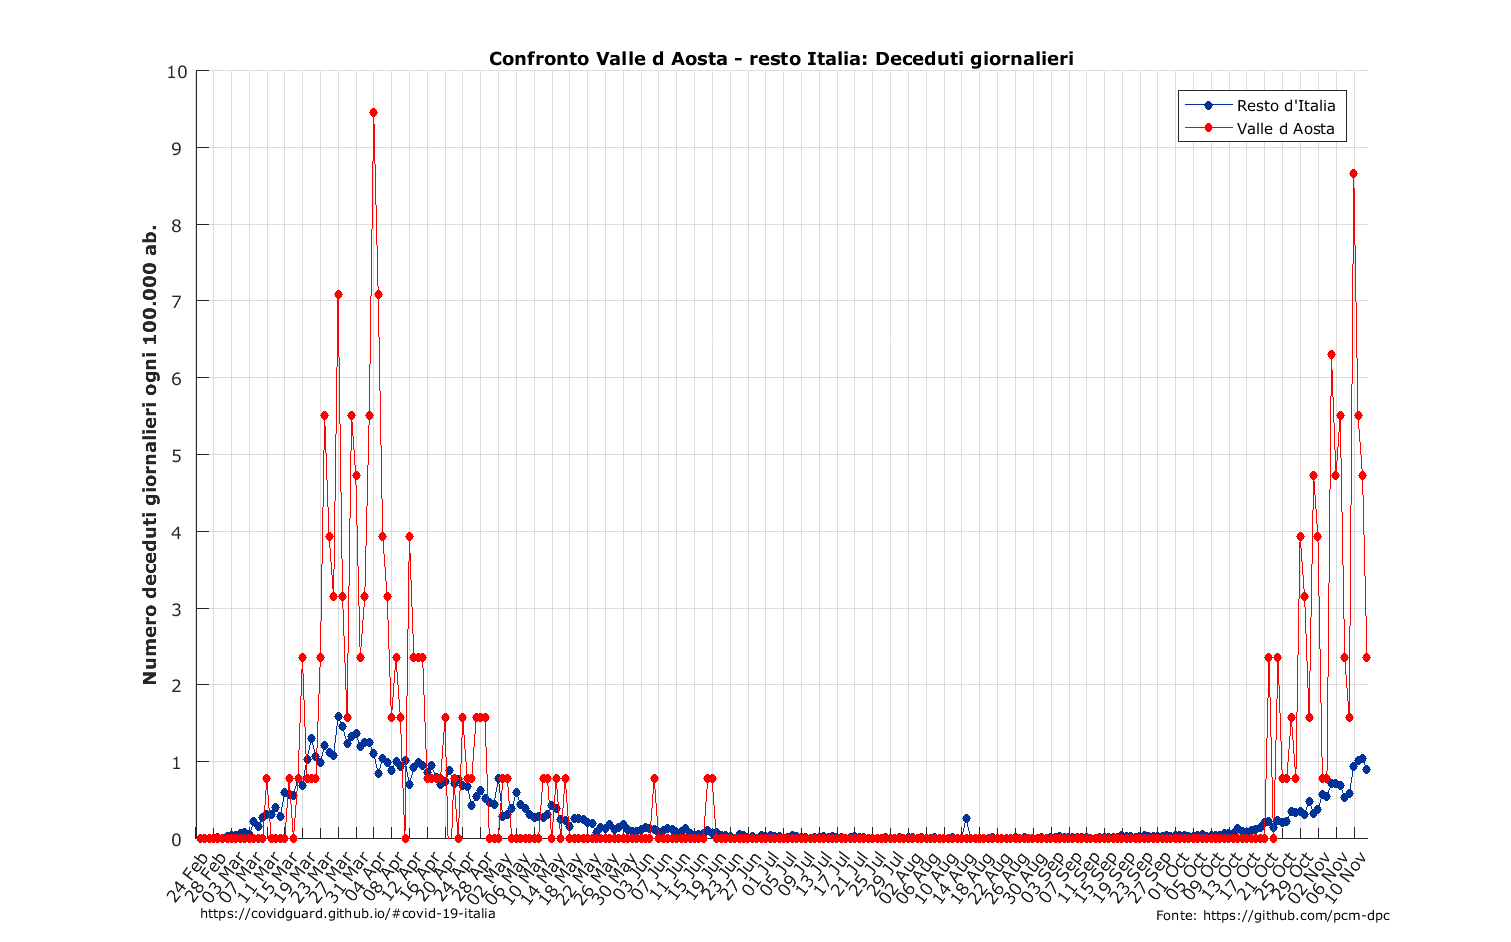 Confronto Valle d Aosta - resto Italia: Deceduti giornalieri
Resto d'Italia
Valle d Aosta
Numero deceduti giornalieri ogni 100.000 ab.
10
9
8
7
6
5
4
3
2
1
0
24 Feb
28 Feb
03 Mar
07 Mar
11 Mar
15 Mar
19 Mar
23 Mar
27 Mar
31 Mar
04 Apr
08 Apr
12 Apr
16 Apr
20 Apr
24 Apr
28 Apr
02 May
06 May
10 May
14 May
18 May
22 May
26 May
30 May
03 Jun
07 Jun
11 Jun
15 Jun
19 Jun
23 Jun
27 Jun
01 Jul
05 Jul
09 Jul
13 Jul
17 Jul
21 Jul
25 Jul
29 Jul
02 Aug
06 Aug
10 Aug
14 Aug
18 Aug
22 Aug
26 Aug
30 Aug
03 Sep
07 Sep
11 Sep
15 Sep
19 Sep
23 Sep
27 Sep
01 Oct
05 Oct
09 Oct
13 Oct
17 Oct
21 Oct
25 Oct
29 Oct
02 Nov
06 Nov
10 Nov
https://covidguard.github.io/#covid-19-italia
Fonte: https://github.com/pcm-dpc